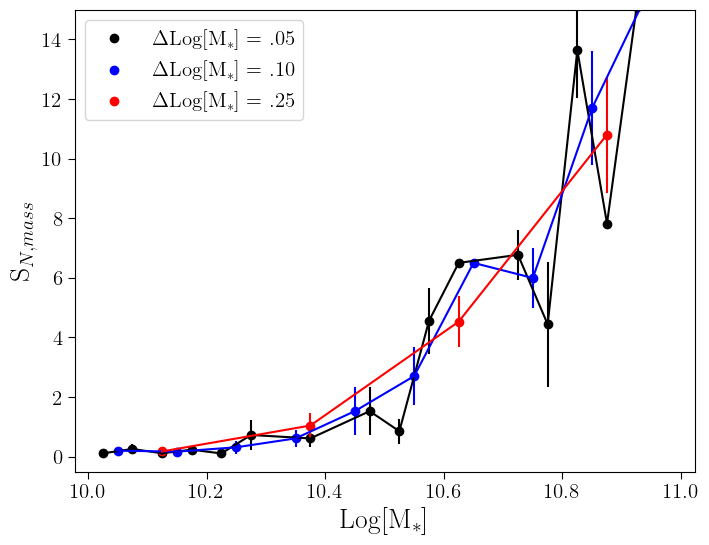 ΔLog[M*] = .05
ΔLog[M*] = .10
ΔLog[M*] = .25
14
12
10
8
6
4
2
0
S_{N,mass}
10.0 10.2 10.4 10.6 10.8 11.0
Log[M*]